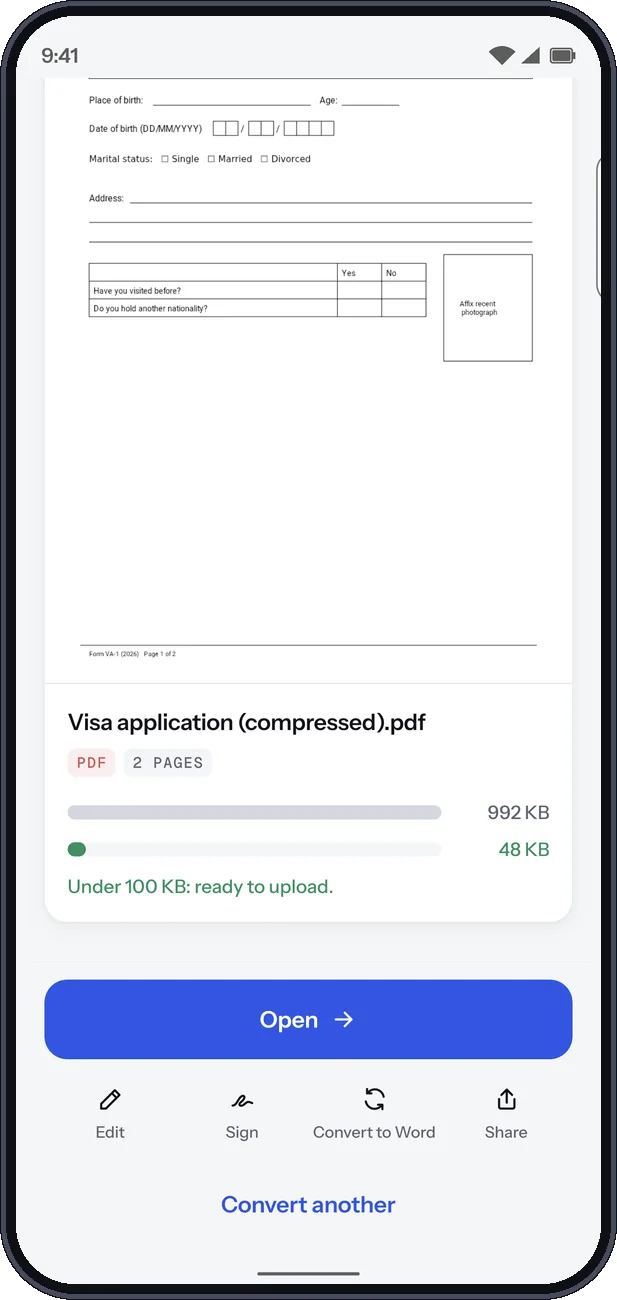 9:41
Place of birth: Age:
Date of birth (DD/MM/YYYY) / /
Marital status: ☐ Single ☐ Married ☐ Divorced
Address:
Yes No
Have you visited before?
Do you hold another nationality?
Affix recent
photograph
Form VA-1 (2026) Page 1 of 2
Visa application (compressed).pdf
PDF 2 PAGES
992 KB
48 KB
Under 100 KB: ready to upload.
Open →
Edit Sign Convert to Word Share
Convert another